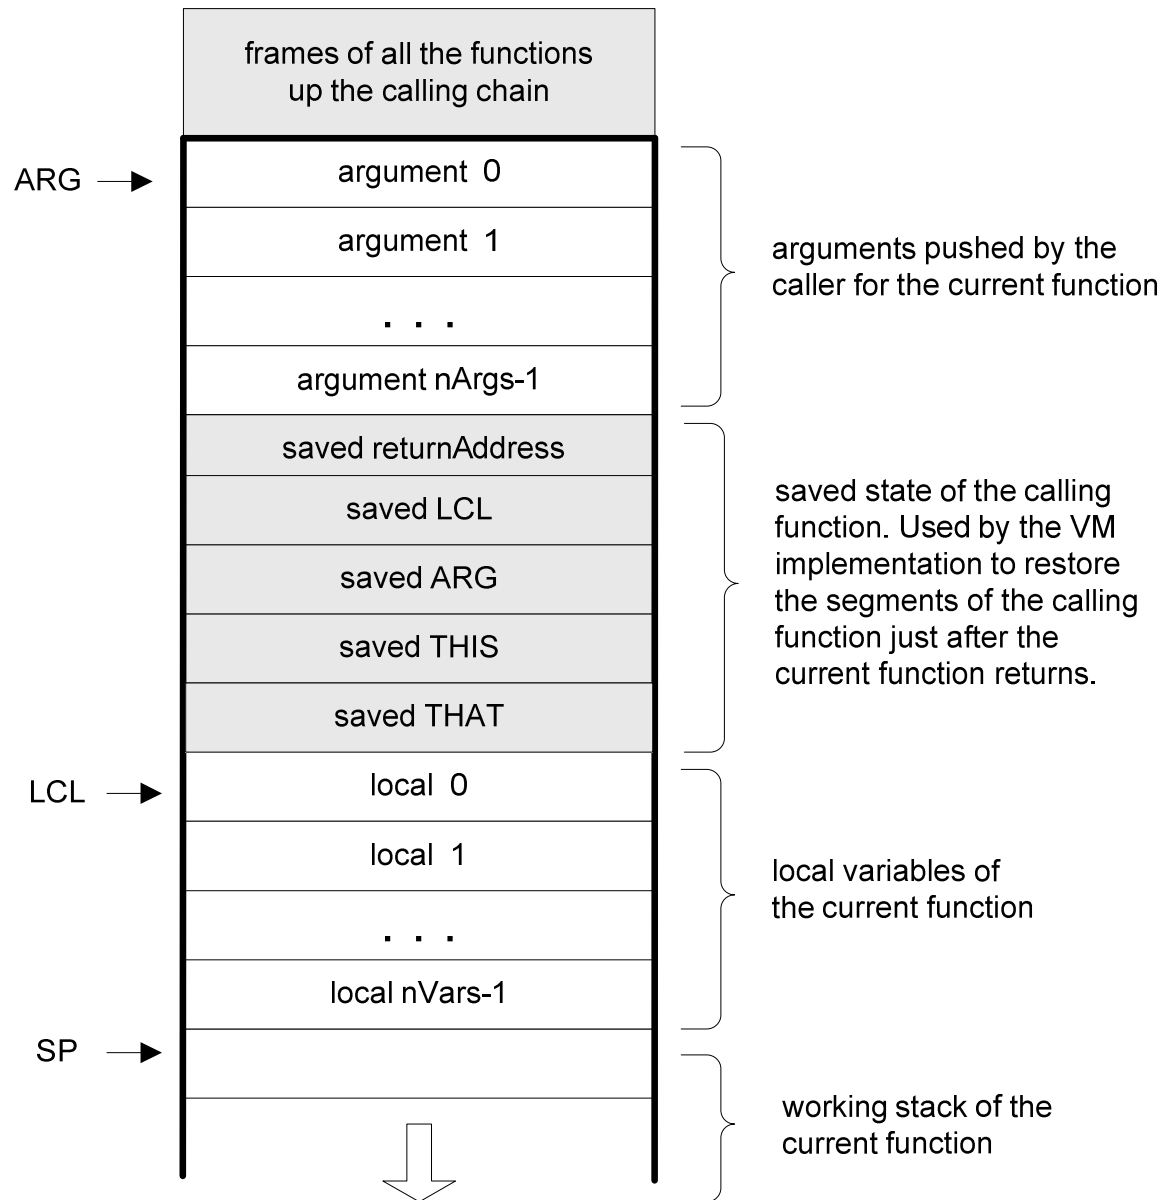 frames of all the functions
up the calling chain
ARG
argument 0
argument 1
. . .
argument nArgs-1
arguments pushed by the
caller for the current function
saved returnAddress
saved LCL
saved ARG
saved THIS
saved THAT
saved state of the calling
function. Used by the VM
implementation to restore
the segments of the calling
function just after the
current function returns.
LCL
local 0
local 1
. . .
local nVars-1
local variables of
the current function
SP
working stack of the
current function